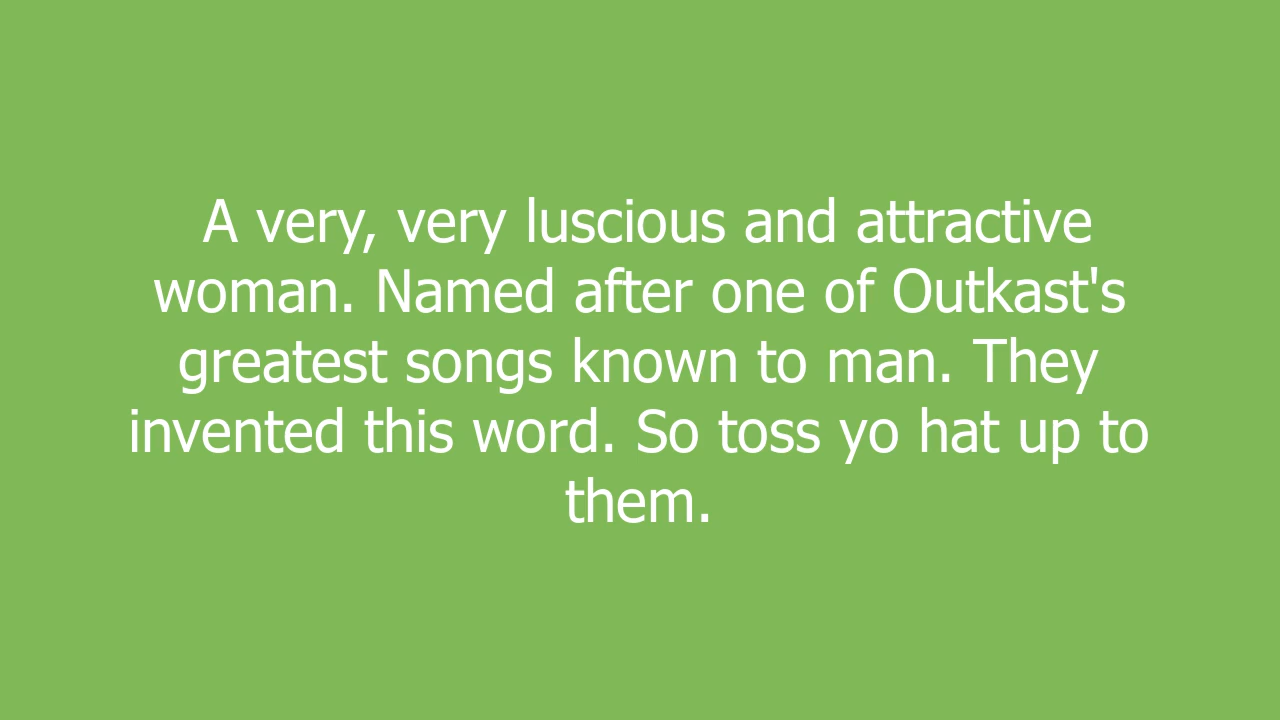 A very, very luscious and attractive
woman. Named after one of Outkast's
greatest songs known to man. They
invented this word. So toss yo hat up to
them.